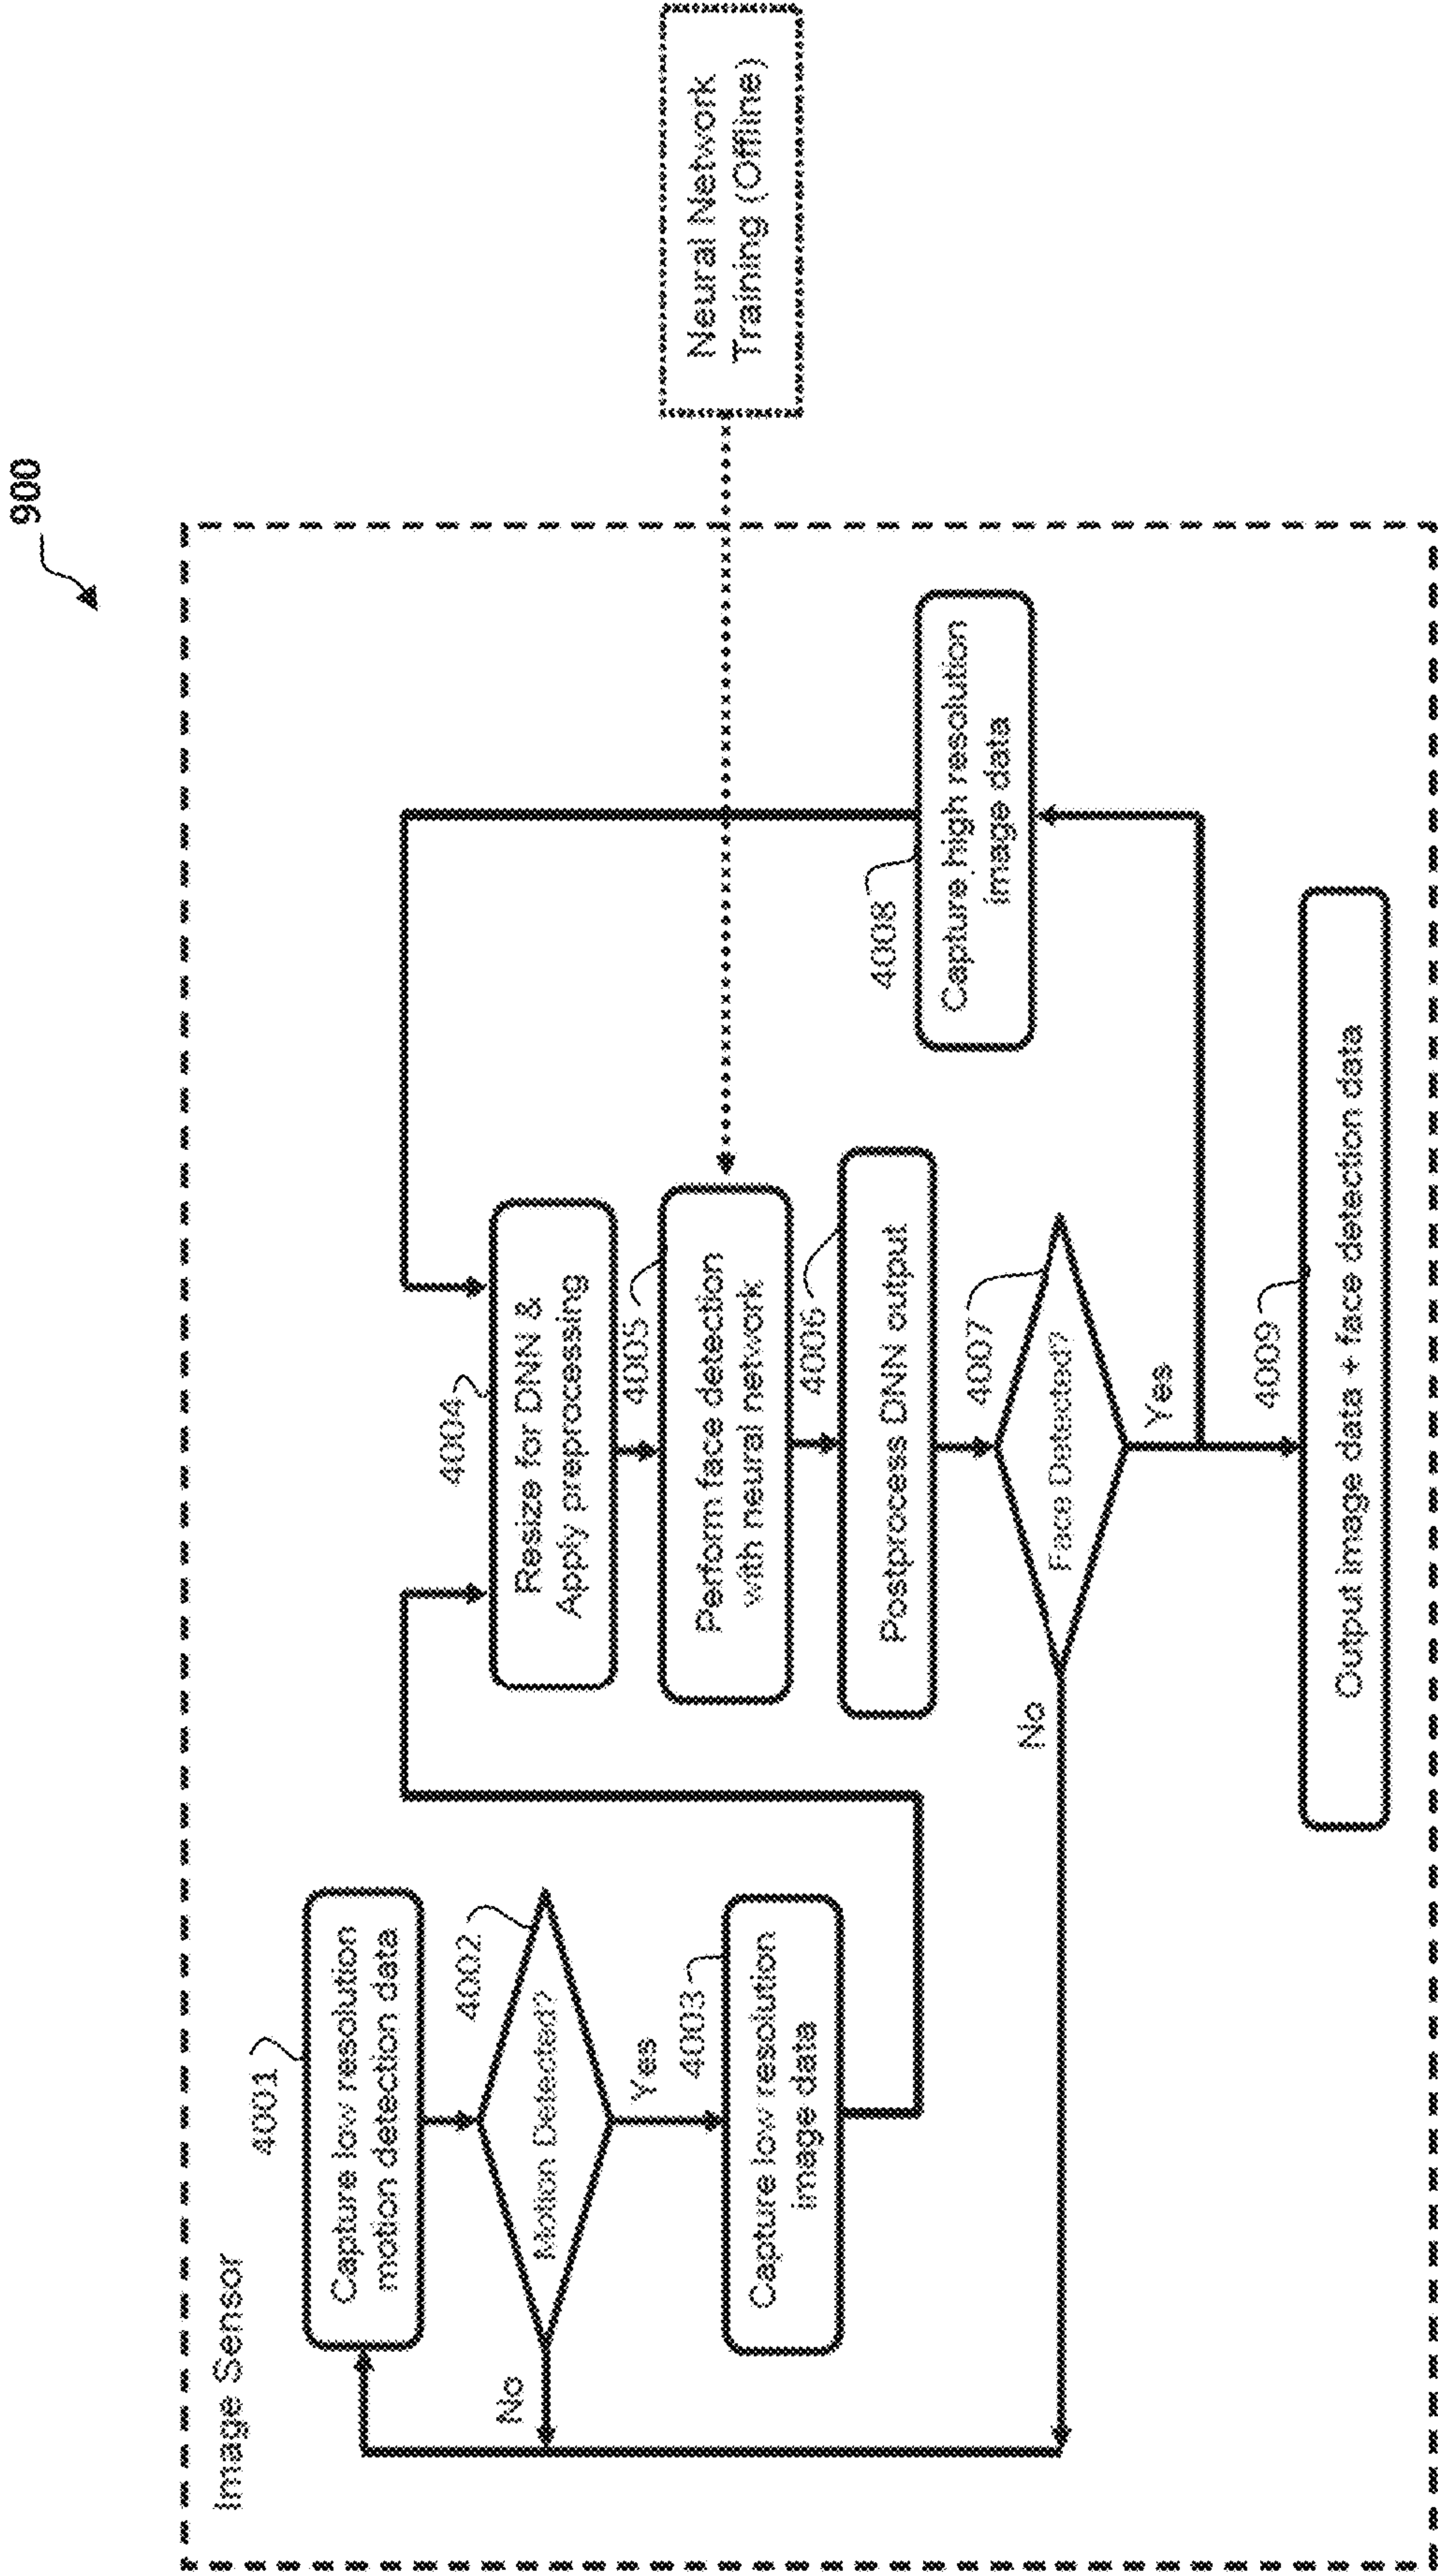 900
Image Sensor
4001
Capture low resolution
motion detection data
4002
Motion Detected?
No
Yes
4003
Capture low resolution
image data
4004
Resize for DNN &
Apply preprocessing
4005
Perform face detection
with neural network
4006
Postprocess DNN output
4007
Face Detected?
No
Yes
4008
Capture high resolution
image data
4009
Output image data + face detection data
Neural Network
Training (Offline)